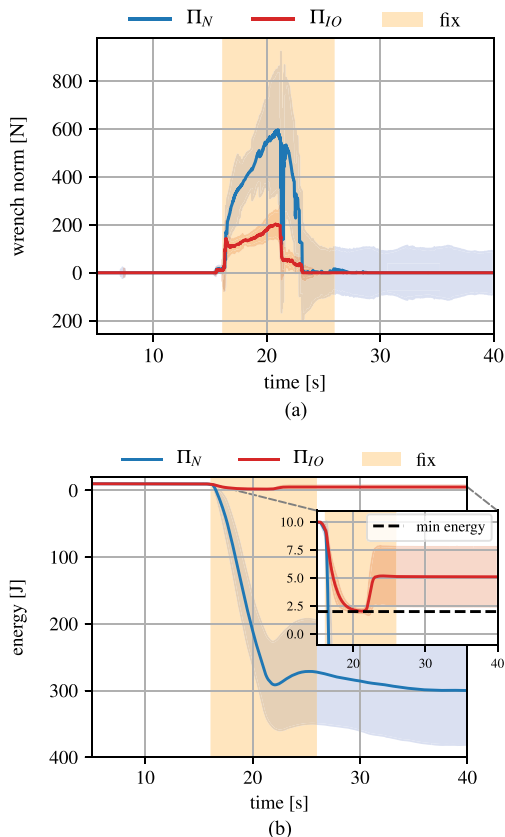 Π_N Π_IO fix
800
600
400
200
0
200
wrench norm [N]
10 20 30 40
time [s]
(a)
Π_N Π_IO fix
0
100
200
300
400
energy [J]
10.0
7.5
5.0
2.5
0.0
min energy
20 30 40
10 20 30 40
time [s]
(b)